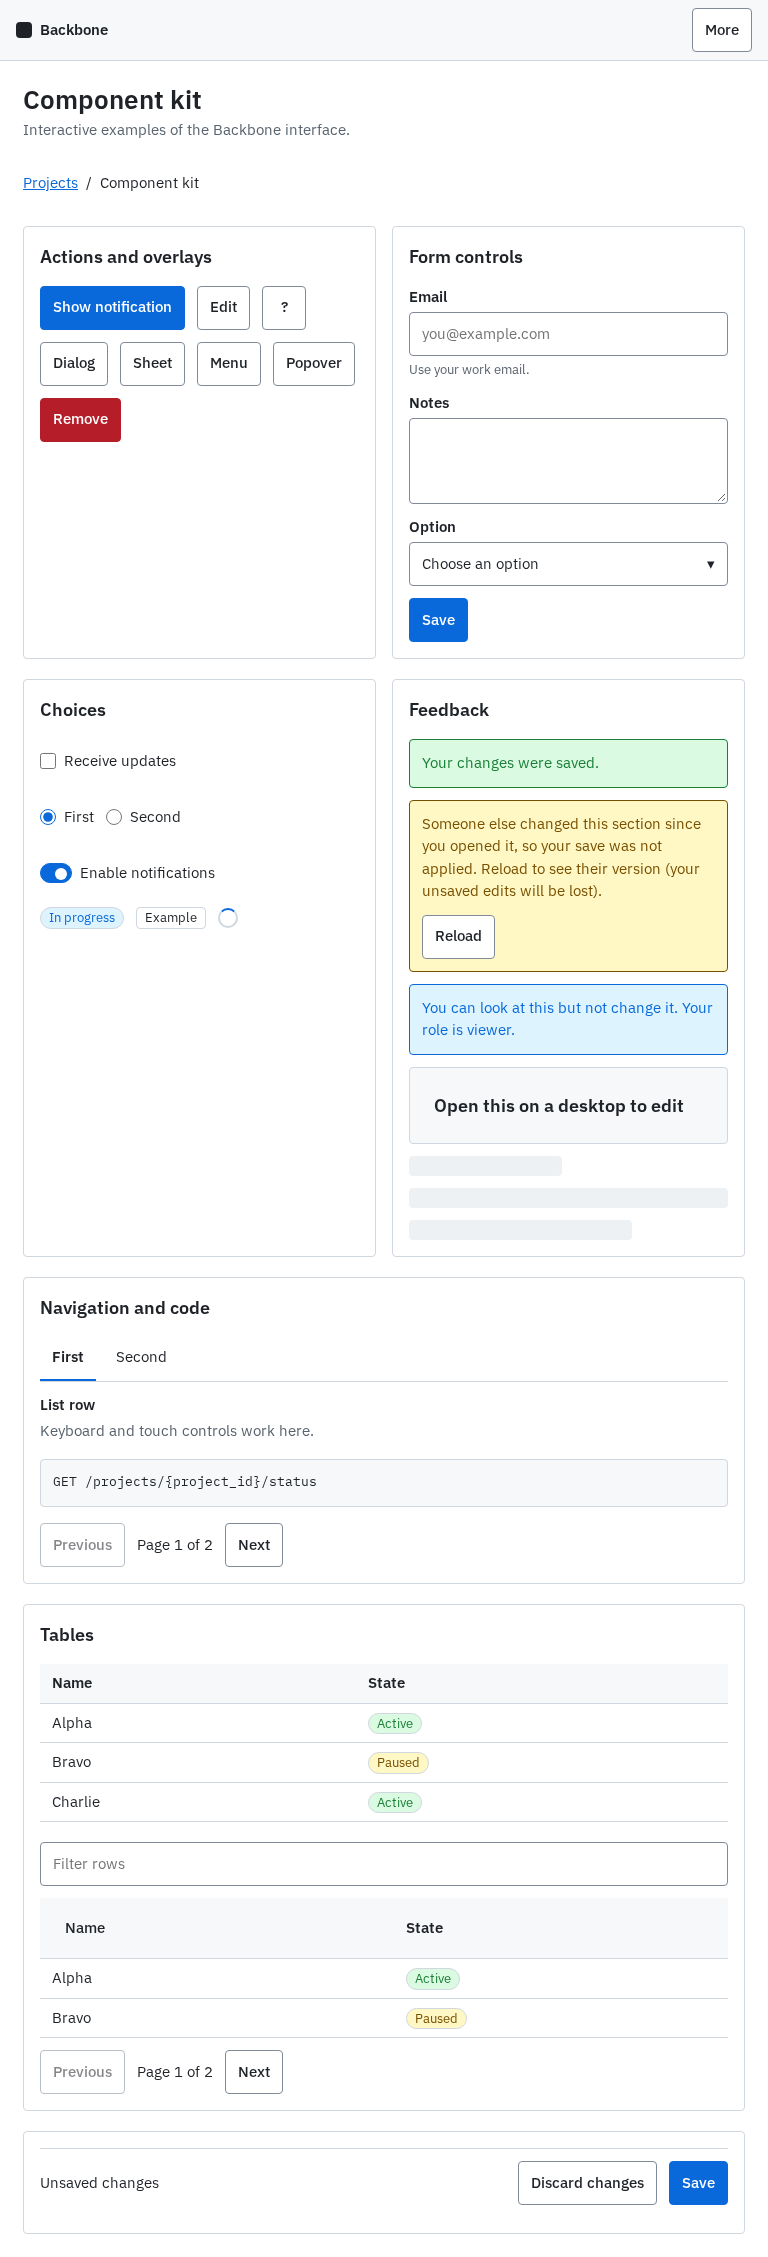 Backbone
More
Component kit
Interactive examples of the Backbone interface.
Projects / Component kit
Actions and overlays
Show notification
Edit
?
Dialog
Sheet
Menu
Popover
Remove
Form controls
Email
you@example.com
Use your work email.
Notes
Option
Choose an option
Save
Choices
Receive updates
First
Second
Enable notifications
In progress
Example
Feedback
Your changes were saved.
Someone else changed this section since
you opened it, so your save was not
applied. Reload to see their version (your
unsaved edits will be lost).
Reload
You can look at this but not change it. Your
role is viewer.
Open this on a desktop to edit
Navigation and code
First
Second
List row
Keyboard and touch controls work here.
GET /projects/{project_id}/status
Previous
Page 1 of 2
Next
Tables
Name State
Alpha Active
Bravo Paused
Charlie Active
Filter rows
Name State
Alpha Active
Bravo Paused
Previous
Page 1 of 2
Next
Unsaved changes
Discard changes
Save